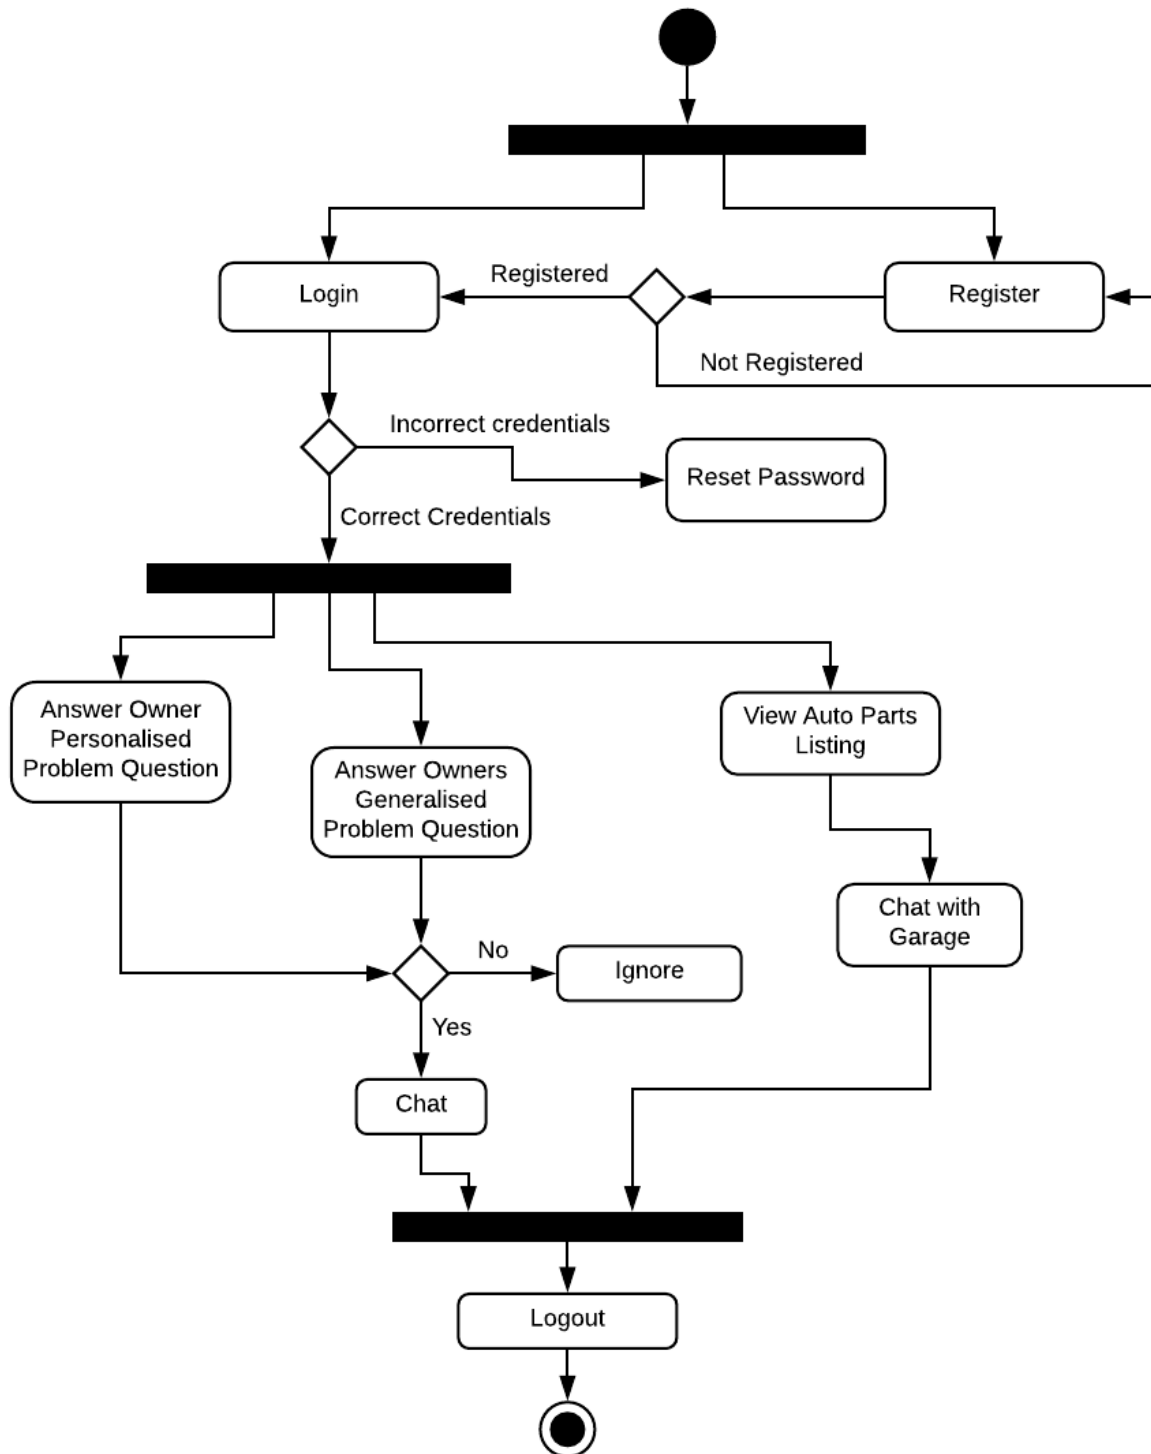 Login
Registered
Register
Not Registered
Incorrect credentials
Reset Password
Correct Credentials
Answer Owner
Personalised
Problem Question
Answer Owners
Generalised
Problem Question
View Auto Parts
Listing
Chat with
Garage
No
Ignore
Yes
Chat
Logout